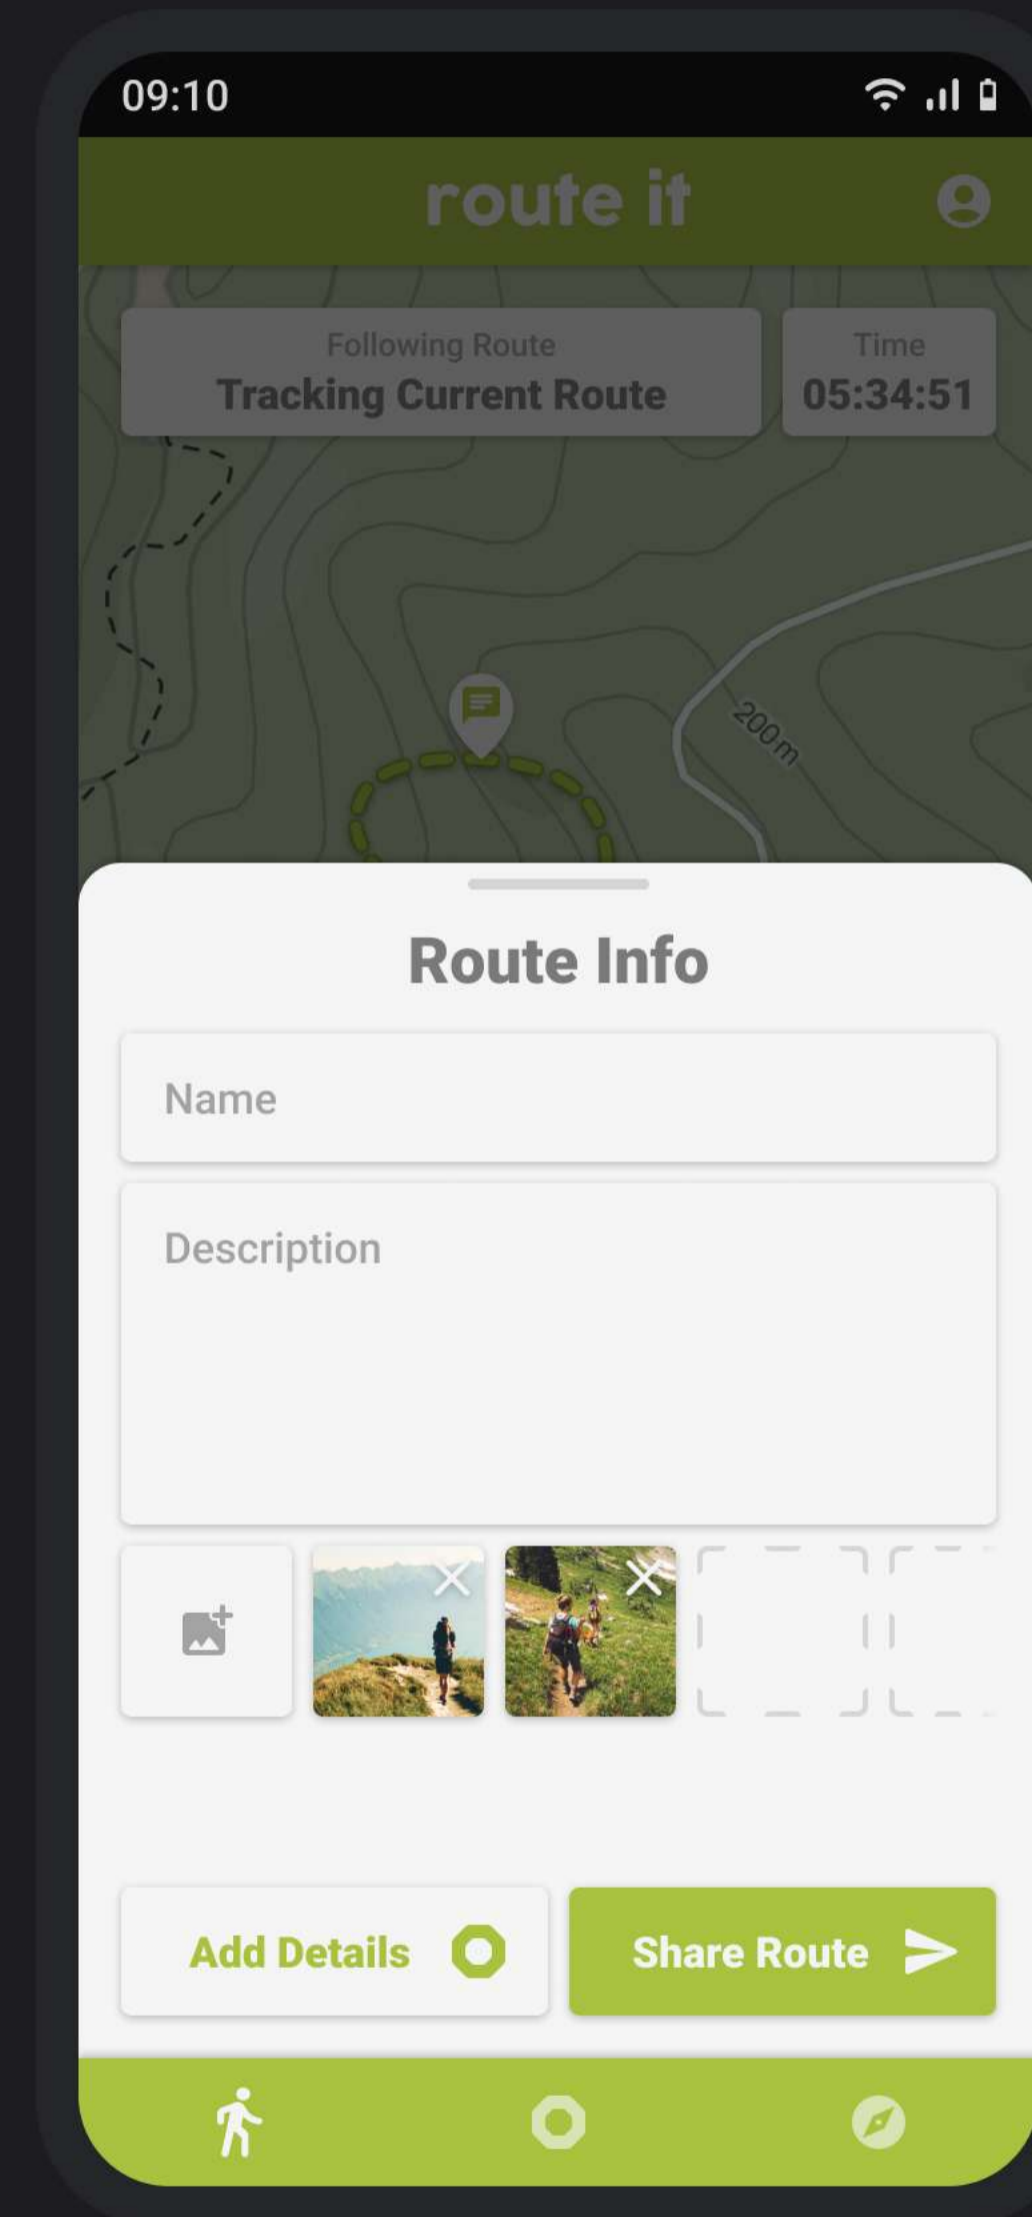 09:10
route it
Following Route
Tracking Current Route
Time
05:34:51
200m
Route Info
Name
Description
Add Details
Share Route